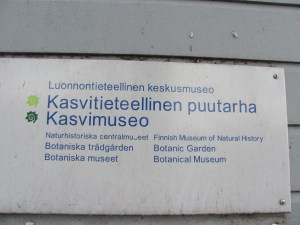 Luonnontieteellinen keskusmuseo
Kasvitieteellinen puutarha
Kasvimuseo
Naturhistoriska centralmuseet Finnish Museum of Natural History
Botaniska trädgården Botanic Garden
Botaniska museet Botanical Museum